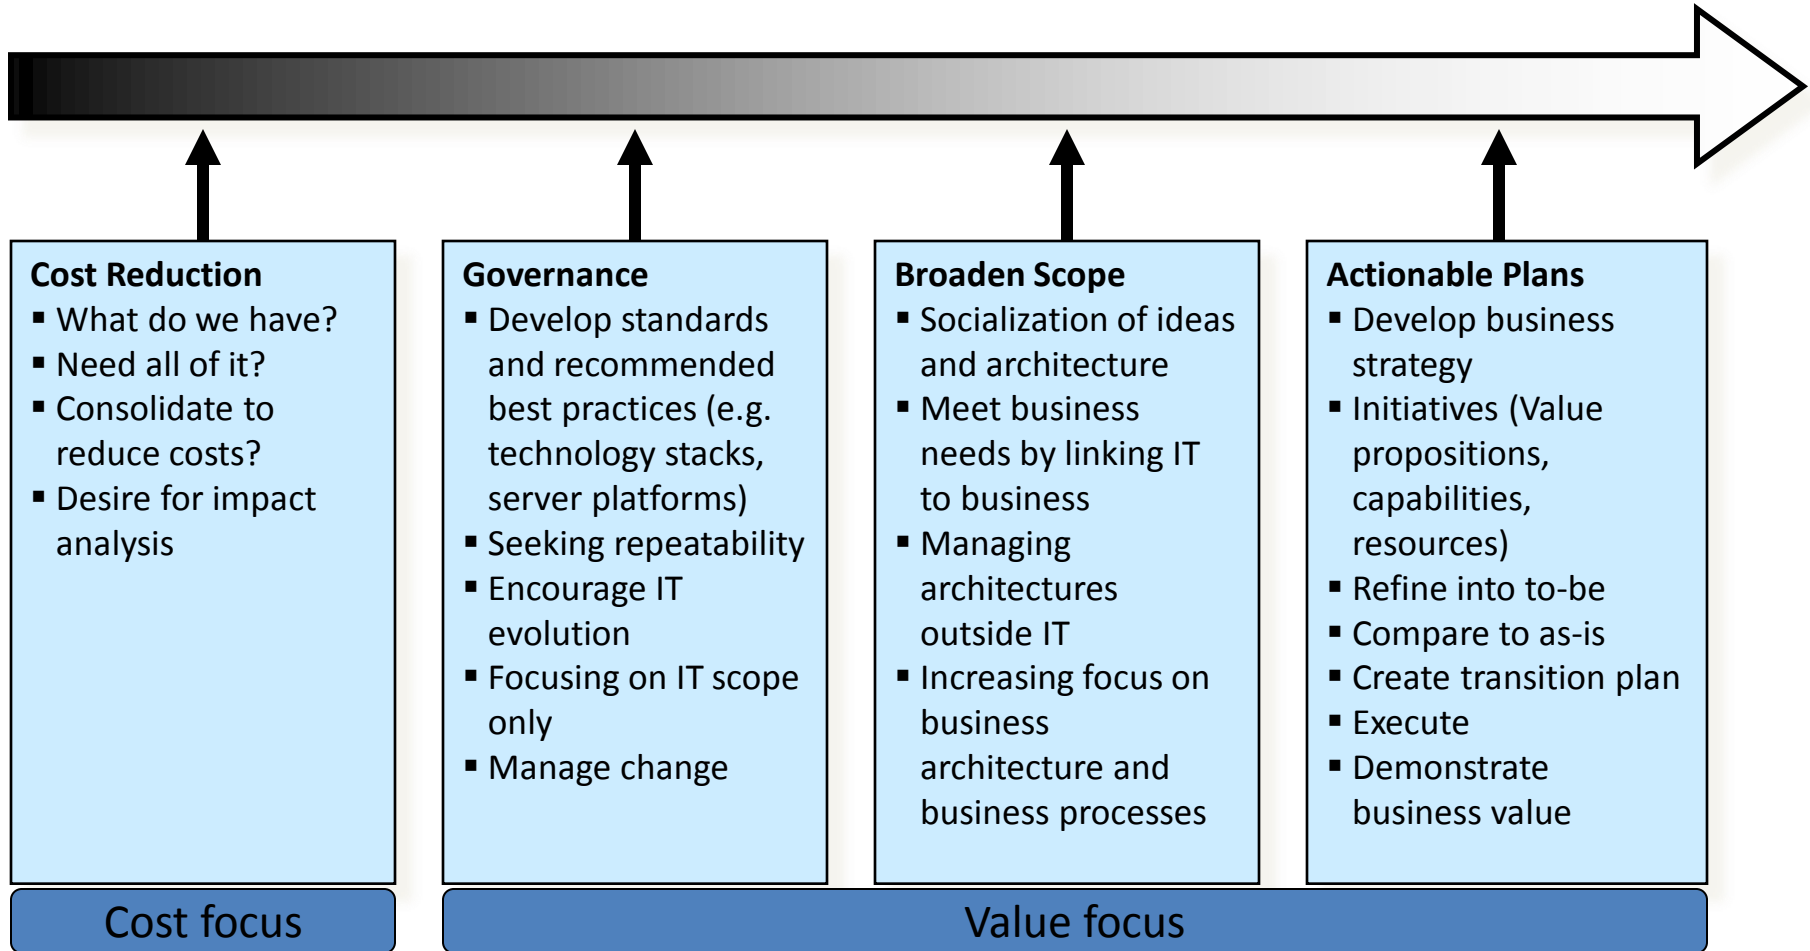 Cost Reduction
▪ What do we have?
▪ Need all of it?
▪ Consolidate to
reduce costs?
▪ Desire for impact
analysis
Governance
▪ Develop standards
and recommended
best practices (e.g.
technology stacks,
server platforms)
▪ Seeking repeatability
▪ Encourage IT
evolution
▪ Focusing on IT scope
only
▪ Manage change
Broaden Scope
▪ Socialization of ideas
and architecture
▪ Meet business
needs by linking IT
to business
▪ Managing
architectures
outside IT
▪ Increasing focus on
business
architecture and
business processes
Actionable Plans
▪ Develop business
strategy
▪ Initiatives (Value
propositions,
capabilities,
resources)
▪ Refine into to-be
▪ Compare to as-is
▪ Create transition plan
▪ Execute
▪ Demonstrate
business value
Cost focus
Value focus